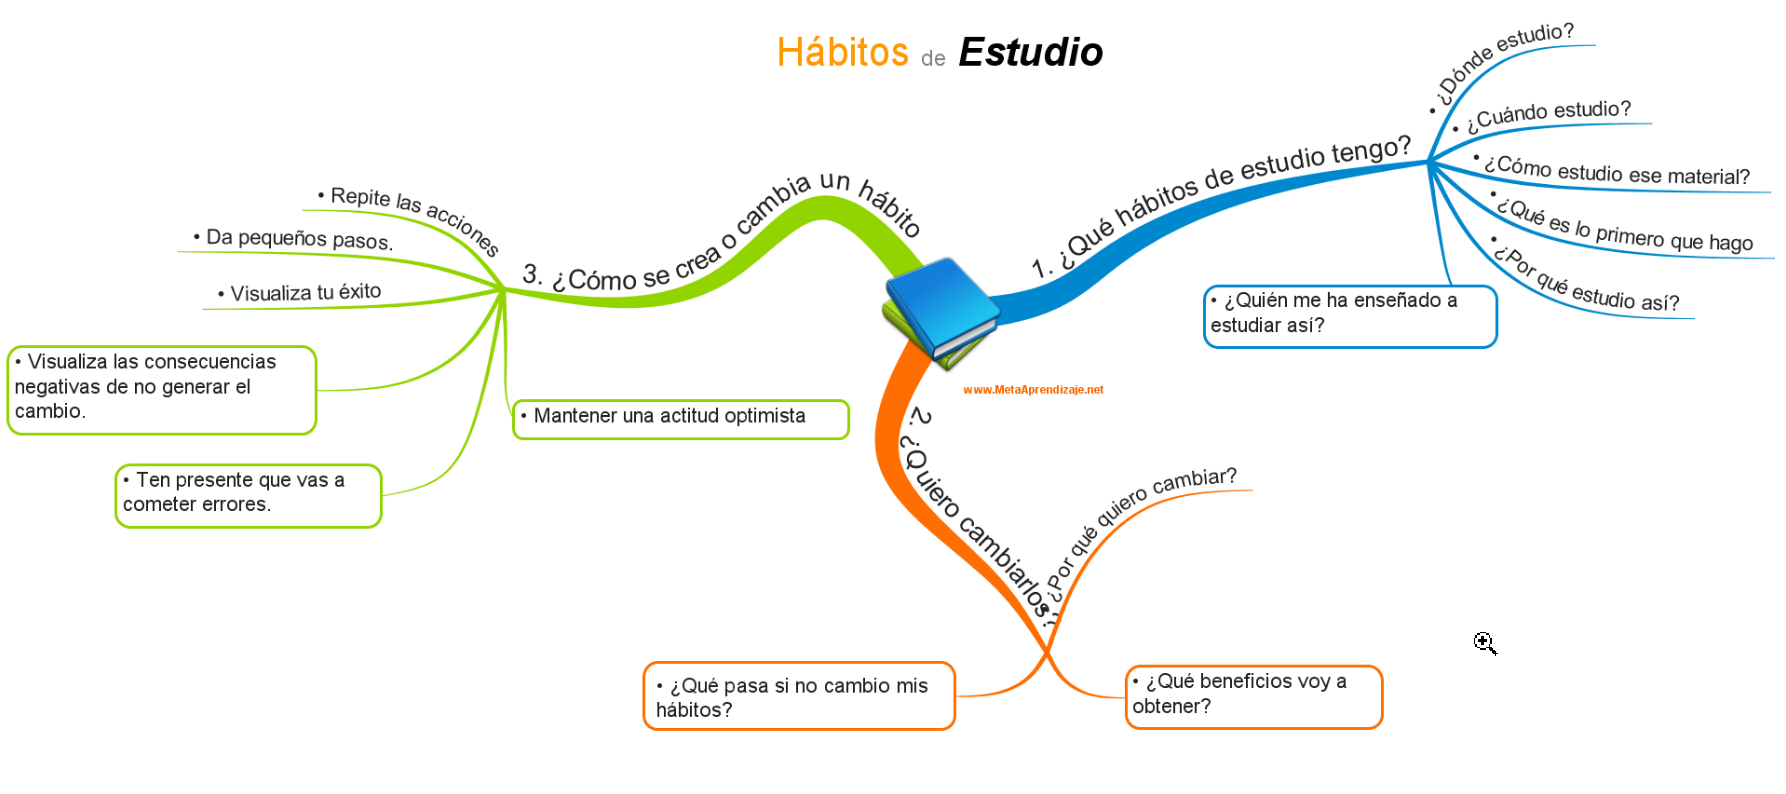 Hábitos de Estudio
1. ¿Qué hábitos de estudio tengo?
• ¿Dónde estudio?
• ¿Cuándo estudio?
• ¿Cómo estudio ese material?
• ¿Qué es lo primero que hago
• ¿Por qué estudio así?
• ¿Quién me ha enseñado a
estudiar así?
www.MetaAprendizaje.net
2. ¿Quiero cambiarlos?
• ¿Por qué quiero cambiar?
• ¿Qué beneficios voy a
obtener?
• ¿Qué pasa si no cambio mis
hábitos?
3. ¿Cómo se crea o cambia un hábito
• Repite las acciones
• Da pequeños pasos.
• Visualiza tu éxito
• Visualiza las consecuencias
negativas de no generar el
cambio.
• Ten presente que vas a
cometer errores.
• Mantener una actitud optimista